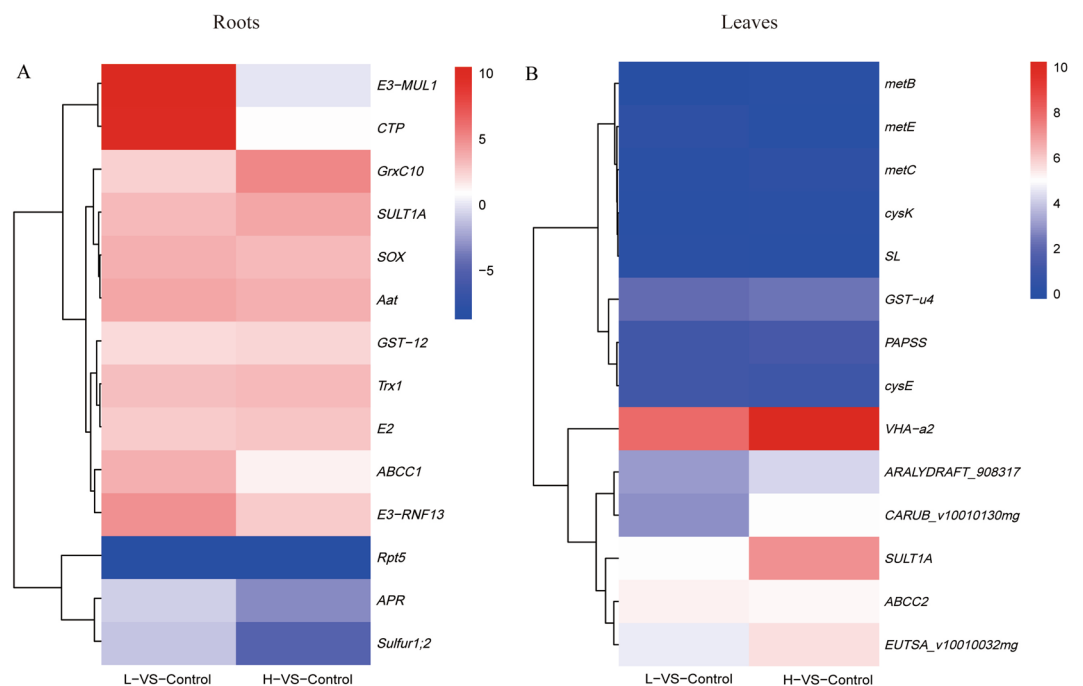 Roots
Leaves
A
E3-MUL1
CTP
GrxC10
SULT1A
SOX
Aat
GST-12
Trx1
E2
ABCC1
E3-RNF13
Rpt5
APR
Sulfur1;2
10
5
0
-5
L-VS-Control
H-VS-Control
B
metB
metE
metC
cysK
SL
GST-u4
PAPSS
cysE
VHA-a2
ARALYDRAFT_908317
CARUB_v10010130mg
SULT1A
ABCC2
EUTSA_v10010032mg
10
8
6
4
2
0
L-VS-Control
H-VS-Control